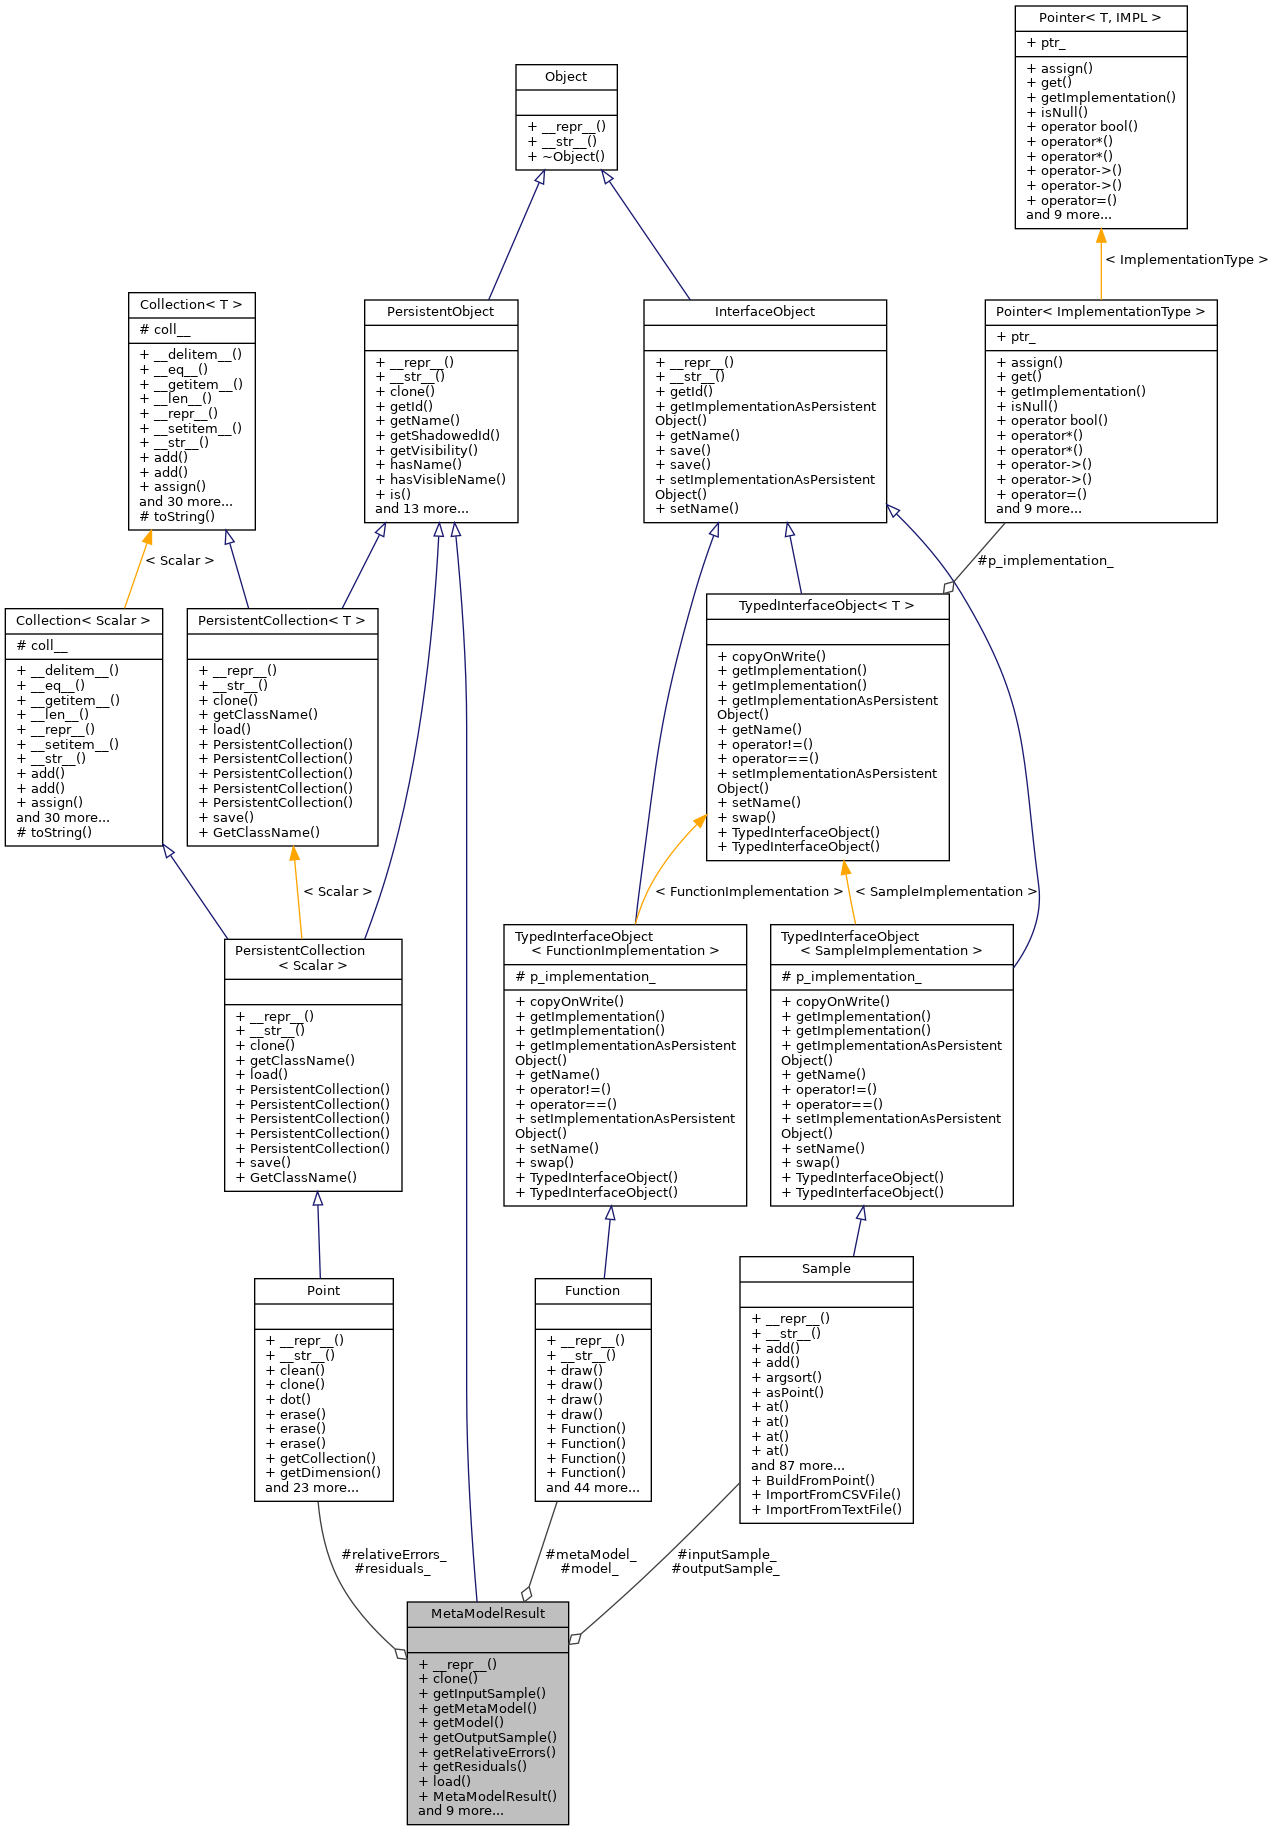 Pointer< T, IMPL >
+ ptr_
+ assign()
+ get()
+ getImplementation()
+ isNull()
+ operator bool()
+ operator*()
+ operator*()
+ operator->()
+ operator->()
+ operator=()
and 9 more...
Object
+ __repr__()
+ __str__()
+ ~Object()
< ImplementationType >
Collection< T >
# coll__
+ __delitem__()
+ __eq__()
+ __getitem__()
+ __len__()
+ __repr__()
+ __setitem__()
+ __str__()
+ add()
+ add()
+ assign()
and 30 more...
# toString()
PersistentObject
+ __repr__()
+ __str__()
+ clone()
+ getId()
+ getName()
+ getShadowedId()
+ getVisibility()
+ hasName()
+ hasVisibleName()
+ is()
and 13 more...
InterfaceObject
+ __repr__()
+ __str__()
+ getId()
+ getImplementationAsPersistent
Object()
+ getName()
+ save()
+ save()
+ setImplementationAsPersistent
Object()
+ setName()
Pointer< ImplementationType >
+ ptr_
+ assign()
+ get()
+ getImplementation()
+ isNull()
+ operator bool()
+ operator*()
+ operator*()
+ operator->()
+ operator->()
+ operator=()
and 9 more...
< Scalar >
#p_implementation_
Collection< Scalar >
# coll__
+ __delitem__()
+ __eq__()
+ __getitem__()
+ __len__()
+ __repr__()
+ __setitem__()
+ __str__()
+ add()
+ add()
+ assign()
and 30 more...
# toString()
PersistentCollection< T >
+ __repr__()
+ __str__()
+ clone()
+ getClassName()
+ load()
+ PersistentCollection()
+ PersistentCollection()
+ PersistentCollection()
+ PersistentCollection()
+ PersistentCollection()
+ save()
+ GetClassName()
TypedInterfaceObject< T >
+ copyOnWrite()
+ getImplementation()
+ getImplementation()
+ getImplementationAsPersistent
Object()
+ getName()
+ operator!=()
+ operator==()
+ setImplementationAsPersistent
Object()
+ setName()
+ swap()
+ TypedInterfaceObject()
+ TypedInterfaceObject()
< Scalar >
< FunctionImplementation >
< SampleImplementation >
PersistentCollection
< Scalar >
+ __repr__()
+ __str__()
+ clone()
+ getClassName()
+ load()
+ PersistentCollection()
+ PersistentCollection()
+ PersistentCollection()
+ PersistentCollection()
+ PersistentCollection()
+ save()
+ GetClassName()
TypedInterfaceObject
< FunctionImplementation >
# p_implementation_
+ copyOnWrite()
+ getImplementation()
+ getImplementation()
+ getImplementationAsPersistent
Object()
+ getName()
+ operator!=()
+ operator==()
+ setImplementationAsPersistent
Object()
+ setName()
+ swap()
+ TypedInterfaceObject()
+ TypedInterfaceObject()
TypedInterfaceObject
< SampleImplementation >
# p_implementation_
+ copyOnWrite()
+ getImplementation()
+ getImplementation()
+ getImplementationAsPersistent
Object()
+ getName()
+ operator!=()
+ operator==()
+ setImplementationAsPersistent
Object()
+ setName()
+ swap()
+ TypedInterfaceObject()
+ TypedInterfaceObject()
Point
+ __repr__()
+ __str__()
+ clean()
+ clone()
+ dot()
+ erase()
+ erase()
+ erase()
+ getCollection()
+ getDimension()
and 23 more...
Function
+ __repr__()
+ __str__()
+ draw()
+ draw()
+ draw()
+ draw()
+ Function()
+ Function()
+ Function()
+ Function()
and 44 more...
Sample
+ __repr__()
+ __str__()
+ add()
+ add()
+ argsort()
+ asPoint()
+ at()
+ at()
+ at()
+ at()
and 87 more...
+ BuildFromPoint()
+ ImportFromCSVFile()
+ ImportFromTextFile()
#relativeErrors_
#residuals_
#metaModel_
#model_
#inputSample_
#outputSample_
MetaModelResult
+ __repr__()
+ clone()
+ getInputSample()
+ getMetaModel()
+ getModel()
+ getOutputSample()
+ getRelativeErrors()
+ getResiduals()
+ load()
+ MetaModelResult()
and 9 more...